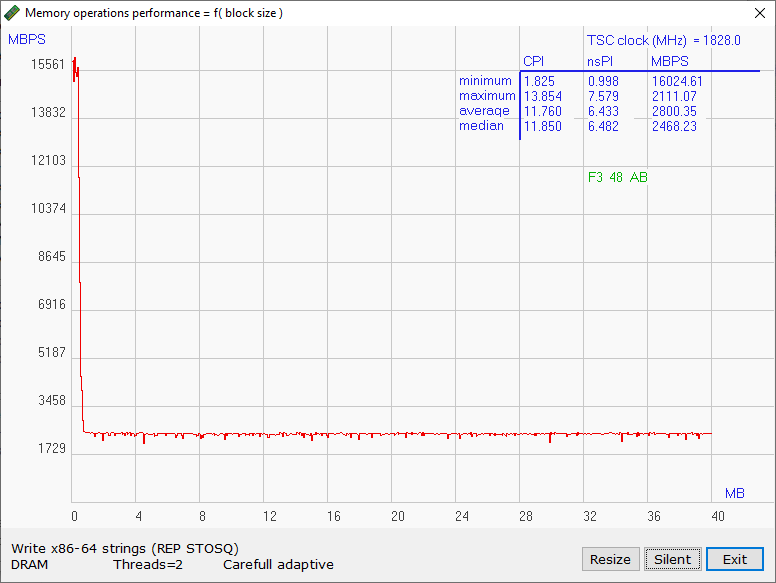 Memory operations performance = f( block size )
MBPS
TSC clock (MHz) = 1828.0
CPI nsPI MBPS
minimum 1.825 0.998 16024.61
maximum 13.854 7.579 2111.07
average 11.760 6.433 2800.35
median 11.850 6.482 2468.23
F3 48 AB
15561
13832
12103
10374
8645
6916
5187
3458
1729
MB
0 4 8 12 16 20 24 28 32 36 40
Write x86-64 strings (REP STOSQ)
DRAM Threads=2 Carefull adaptive
Resize Silent Exit